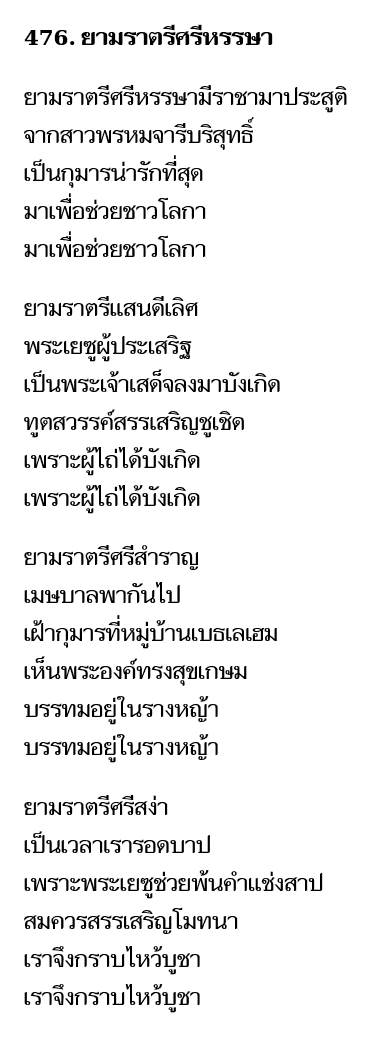 476. ยามราตรีศรีหรรษา
ยามราตรีศรีหรรษามีราชามาประสูติ
จากสาวพรหมจารีบริสุทธิ์
เป็นกุมารน่ารักที่สุด
มาเพื่อช่วยชาวโลกา
มาเพื่อช่วยชาวโลกา
ยามราตรีแสนดีเลิศ
พระเยซูผู้ประเสริฐ
เป็นพระเจ้าเสด็จลงมาบังเกิด
ทูตสวรรค์สรรเสริญชูเชิด
เพราะผู้ไถ่ได้บังเกิด
เพราะผู้ไถ่ได้บังเกิด
ยามราตรีศรีสำราญ
เมษบาลพากันไป
เฝ้ากุมารที่หมู่บ้านเบธเลเฮม
เห็นพระองค์ทรงสุขเกษม
บรรทมอยู่ในรางหญ้า
บรรทมอยู่ในรางหญ้า
ยามราตรีศรีสง่า
เป็นเวลาเรารอดบาป
เพราะพระเยซูช่วยพ้นคำแช่งสาป
สมควรสรรเสริญโมทนา
เราจึงกราบไหว้บูชา
เราจึงกราบไหว้บูชา